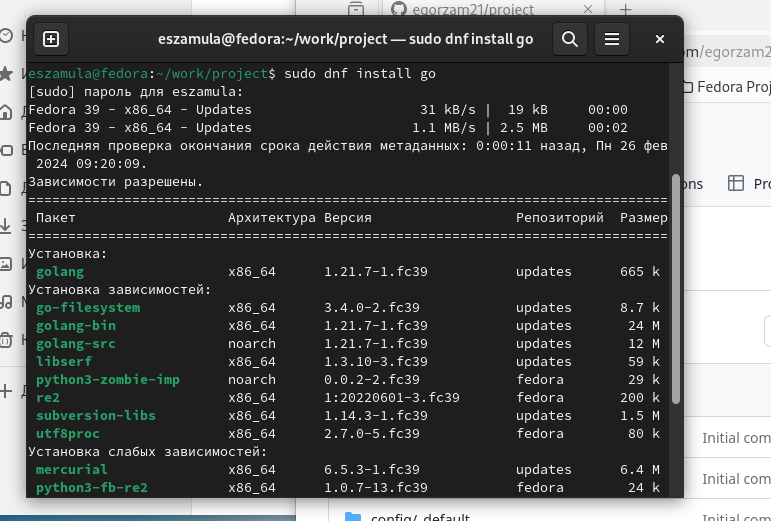 egorzam21/project
eszamula@fedora:~/work/project — sudo dnf install go
om/egorzam2
Fedora Proj
eszamula@fedora:~/work/project$ sudo dnf install go
[sudo] пароль для eszamula:
Fedora 39 - x86_64 - Updates 31 kB/s | 19 kB 00:00
Fedora 39 - x86_64 - Updates 1.1 MB/s | 2.5 MB 00:02
Последняя проверка окончания срока действия метаданных: 0:00:11 назад, Пн 26 фев
2024 09:20:09.
Зависимости разрешены.
================================================================================
Пакет Архитектура Версия Репозиторий Размер
================================================================================
Установка:
golang x86_64 1.21.7-1.fc39 updates 665 k
Установка зависимостей:
go-filesystem x86_64 3.4.0-2.fc39 updates 8.7 k
golang-bin x86_64 1.21.7-1.fc39 updates 24 M
golang-src noarch 1.21.7-1.fc39 updates 12 M
libserf x86_64 1.3.10-3.fc39 updates 59 k
python3-zombie-imp noarch 0.0.2-2.fc39 fedora 29 k
re2 x86_64 1:20220601-3.fc39 fedora 200 k
subversion-libs x86_64 1.14.3-1.fc39 updates 1.5 M
utf8proc x86_64 2.7.0-5.fc39 fedora 80 k
Установка слабых зависимостей:
mercurial x86_64 6.5.3-1.fc39 updates 6.4 M
python3-fb-re2 x86_64 1.0.7-13.fc39 fedora 24 k
ons
Pro
Initial com
Initial com
config/_default
Initial com